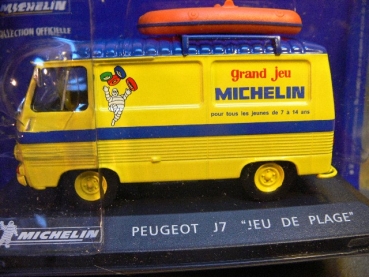 MICHELIN
LLECTION OFFICIELLE
grand jeu
MICHELIN
pour tous les jeunes de 7 à 14 ans
MICHELIN
PEUGEOT J7 "JEU DE PLAGE"